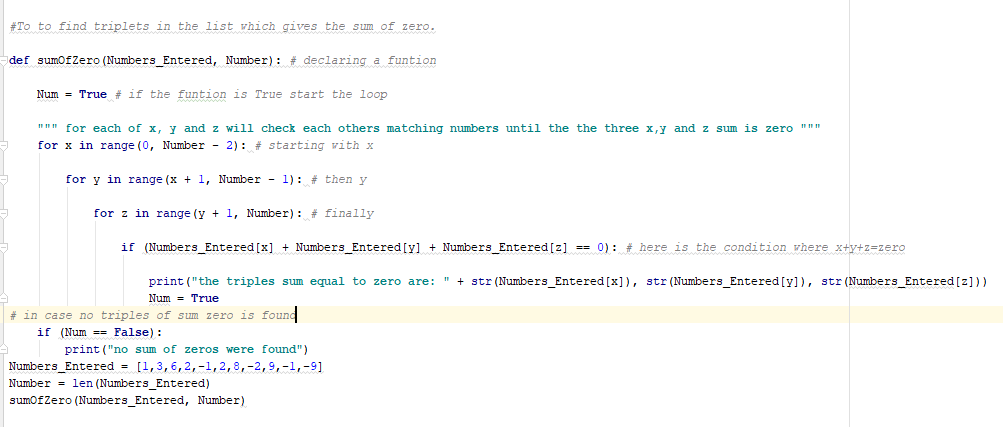 #To to find triplets in the list which gives the sum of zero.
def sumOfZero(Numbers_Entered, Number): # declaring a funtion
Num = True # if the funtion is True start the loop
""" for each of x, y and z will check each others matching numbers until the the three x,y and z sum is zero """
for x in range(0, Number - 2): # starting with x
for y in range(x + 1, Number - 1): # then y
for z in range(y + 1, Number): # finally
if (Numbers_Entered[x] + Numbers_Entered[y] + Numbers_Entered[z] == 0): # here is the condition where x+y+z=zero
print("the triples sum equal to zero are: " + str(Numbers_Entered[x]), str(Numbers_Entered[y]), str(Numbers_Entered[z]))
Num = True
# in case no triples of sum zero is found
if (Num == False):
print("no sum of zeros were found")
Numbers_Entered = [1,3,6,2,-1,2,8,-2,9,-1,-9]
Number = len(Numbers_Entered)
sumOfZero(Numbers_Entered, Number)